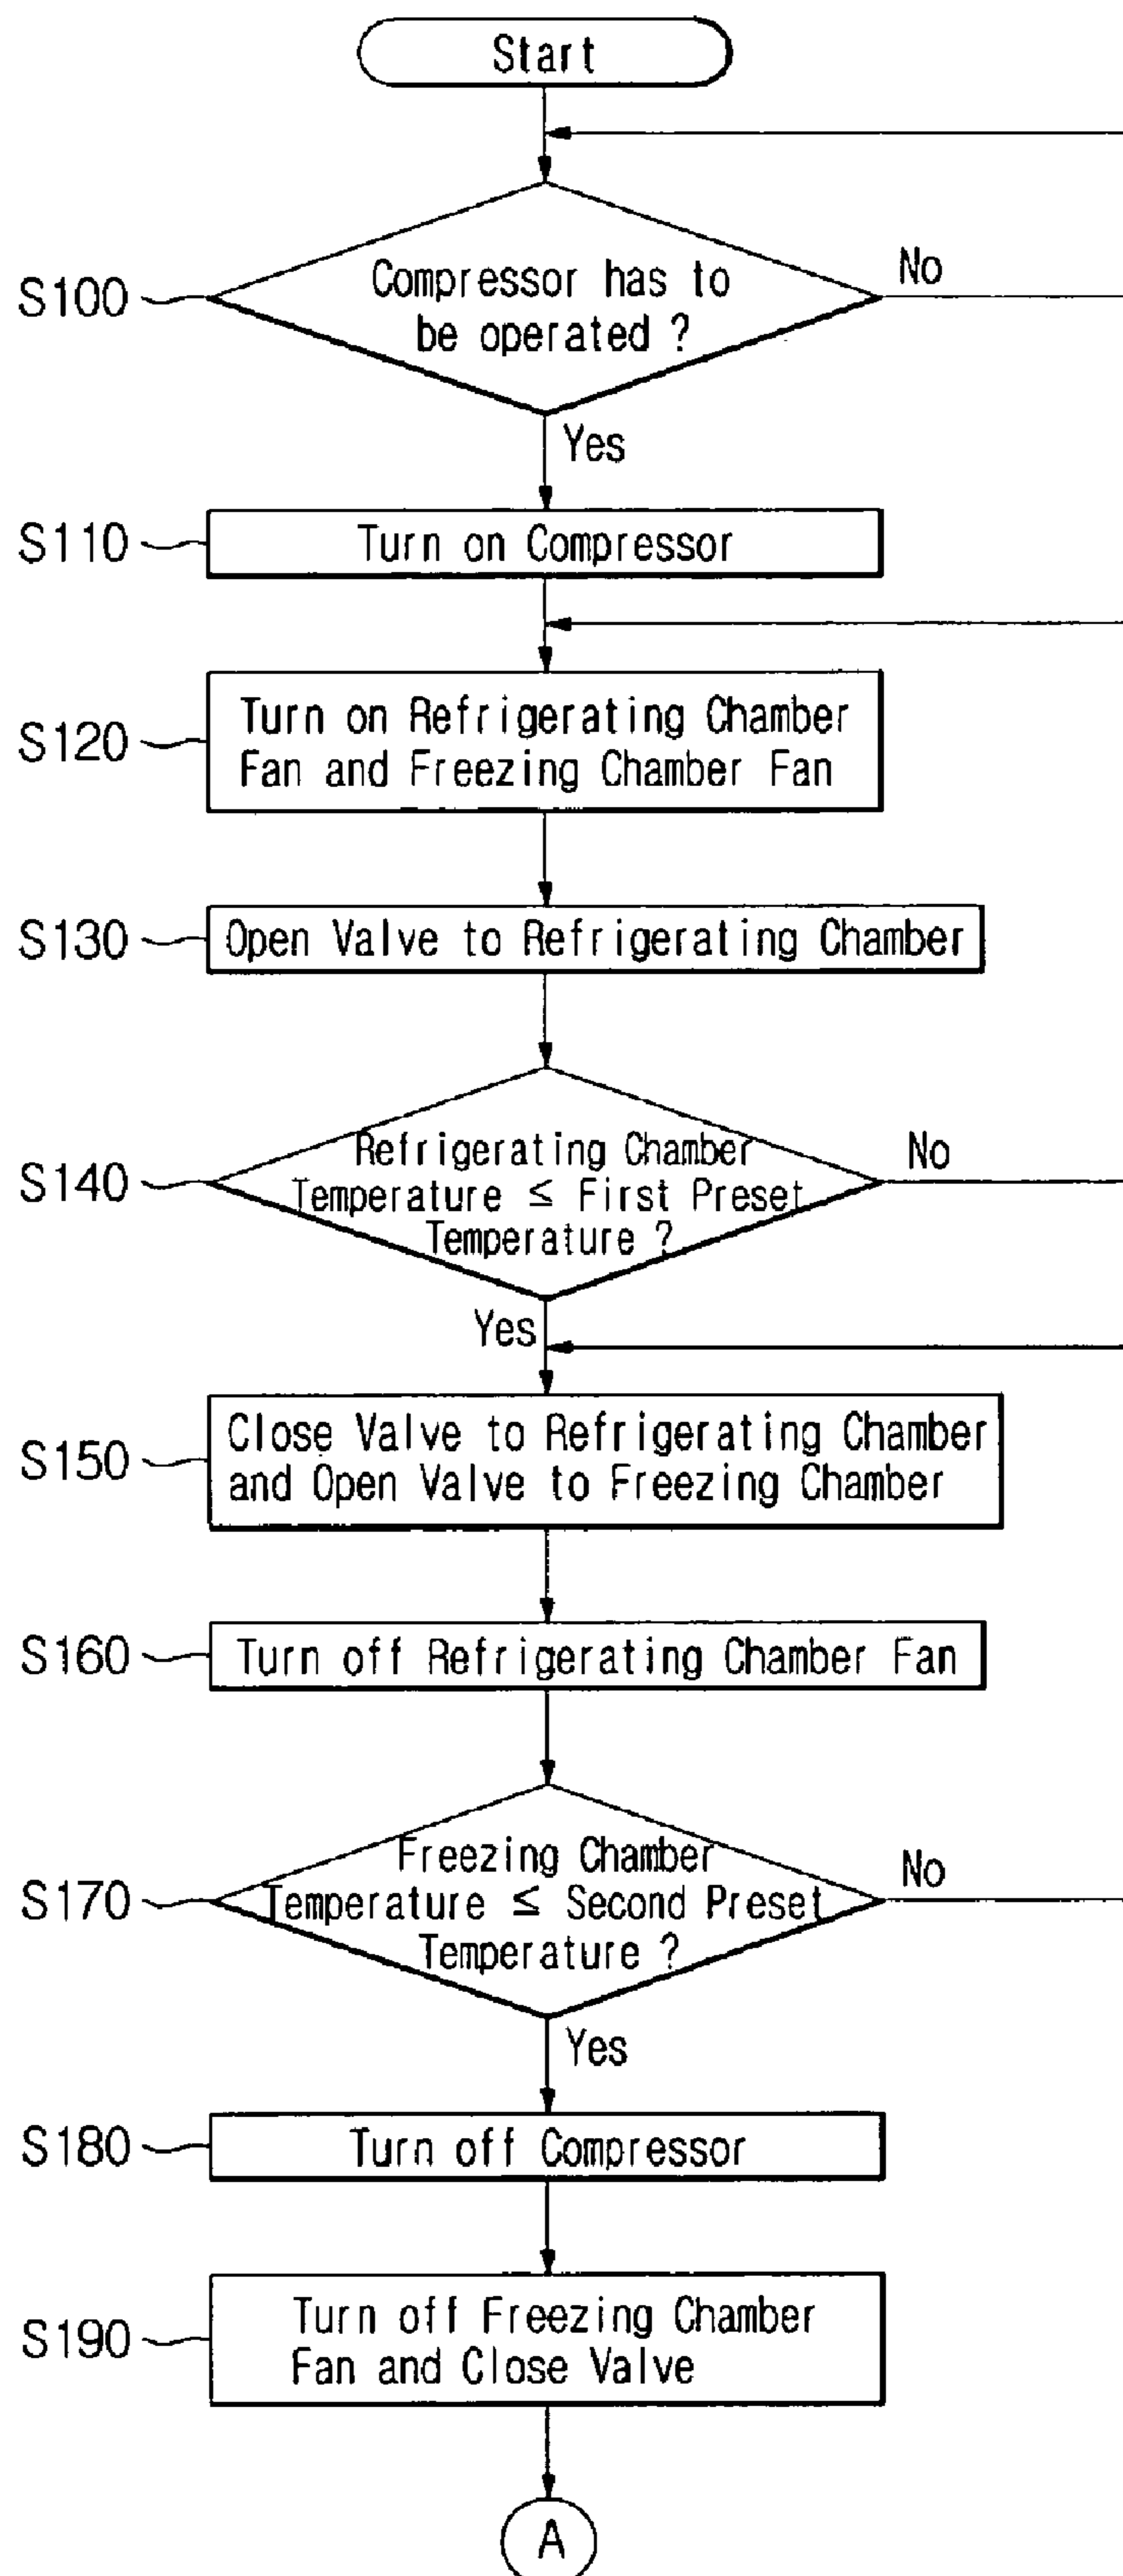 Start
S100
Compressor has to
be operated ?
No
Yes
S110
Turn on Compressor
S120
Turn on Refrigerating Chamber
Fan and Freezing Chamber Fan
S130
Open Valve to Refrigerating Chamber
S140
Refrigerating Chamber
Temperature ≤ First Preset
Temperature ?
No
Yes
S150
Close Valve to Refrigerating Chamber
and Open Valve to Freezing Chamber
S160
Turn off Refrigerating Chamber Fan
S170
Freezing Chamber
Temperature ≤ Second Preset
Temperature ?
No
Yes
S180
Turn off Compressor
S190
Turn off Freezing Chamber
Fan and Close Valve
A